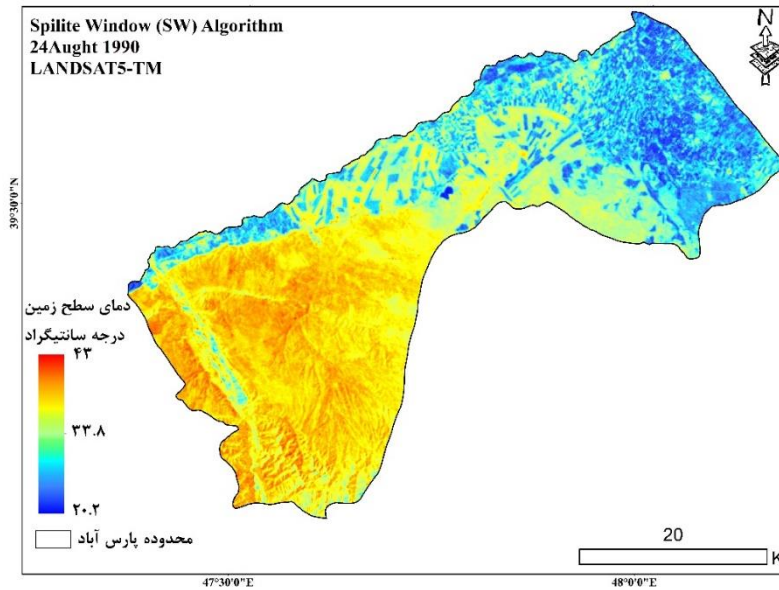 Spilite Window (SW) Algorithm
24Aught 1990
LANDSAT5-TM
N
39°30'0"N
دمای سطح زمین
درجه سانتیگراد
۴۳
۳۳.۸
۲۰.۲
محدوده پارس آباد
20
K
47°30'0"E
48°0'0"E